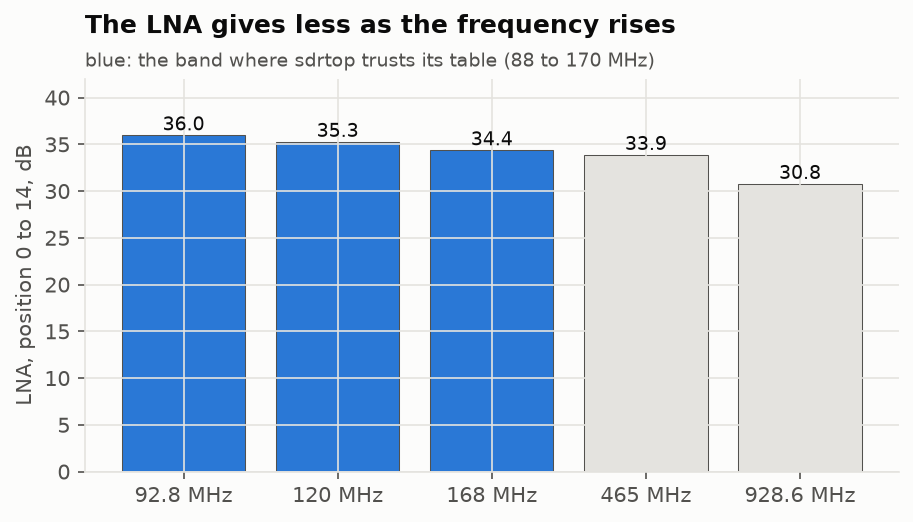 The LNA gives less as the frequency rises
blue: the band where sdrtop trusts its table (88 to 170 MHz)
LNA, position 0 to 14, dB
40
35
30
25
20
15
10
5
0
36.0
35.3
34.4
33.9
30.8
92.8 MHz
120 MHz
168 MHz
465 MHz
928.6 MHz